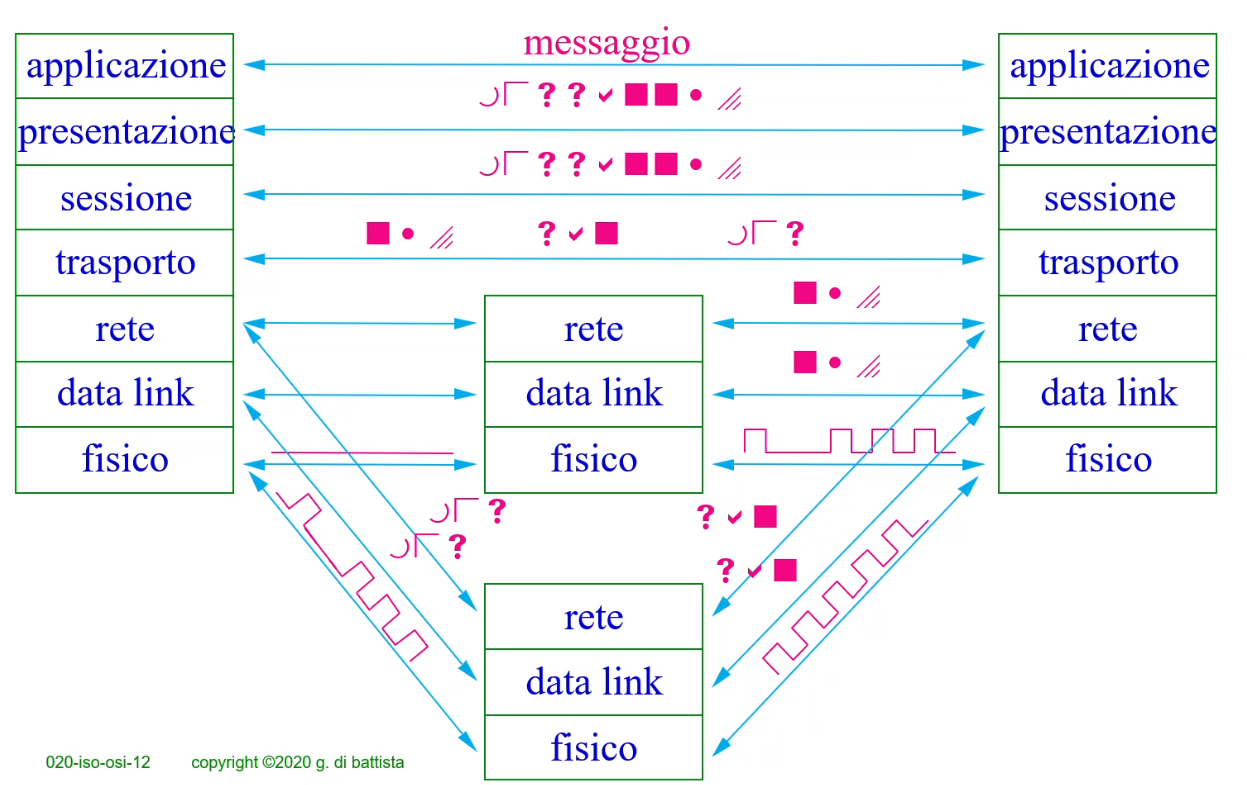 messaggio
applicazione
applicazione
presentazione
presentazione
sessione
sessione
trasporto
trasporto
rete
rete
rete
data link
data link
data link
fisico
fisico
fisico
rete
data link
fisico
020-iso-osi-12 copyright ©2020 g. di battista